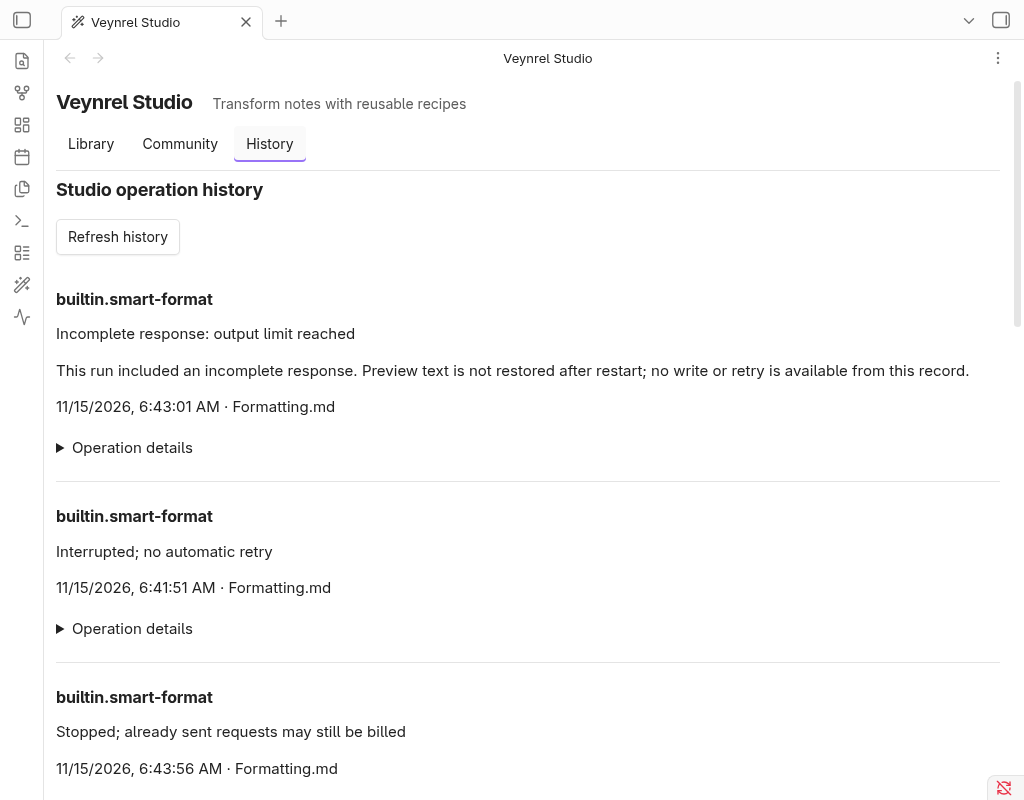 Veynrel Studio
Veynrel Studio
Veynrel Studio Transform notes with reusable recipes
Library Community History
Studio operation history
Refresh history
builtin.smart-format
Incomplete response: output limit reached
This run included an incomplete response. Preview text is not restored after restart; no write or retry is available from this record.
11/15/2026, 6:43:01 AM · Formatting.md
Operation details
builtin.smart-format
Interrupted; no automatic retry
11/15/2026, 6:41:51 AM · Formatting.md
Operation details
builtin.smart-format
Stopped; already sent requests may still be billed
11/15/2026, 6:43:56 AM · Formatting.md